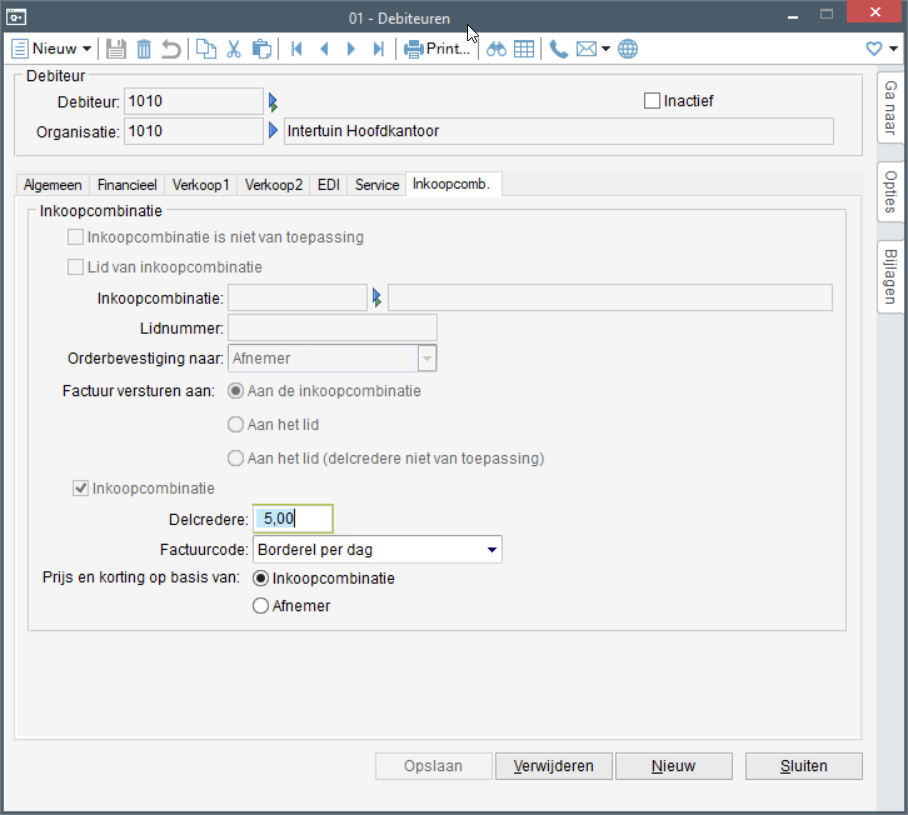 01 - Debiteuren
Nieuw Print...
Debiteur
Debiteur: 1010 Inactief
Organisatie: 1010 Intertuin Hoofdkantoor
Algemeen Financieel Verkoop1 Verkoop2 EDI Service Inkoopcomb.
Inkoopcombinatie
Inkoopcombinatie is niet van toepassing
Lid van inkoopcombinatie
Inkoopcombinatie:
Lidnummer:
Orderbevestiging naar: Afnemer
Factuur versturen aan: Aan de inkoopcombinatie
Aan het lid
Aan het lid (delcredere niet van toepassing)
Inkoopcombinatie
Delcredere: 5,00
Factuurcode: Borderel per dag
Prijs en korting op basis van: Inkoopcombinatie
Afnemer
Opslaan Verwijderen Nieuw Sluiten
Ga naar
Opties
Bijlagen